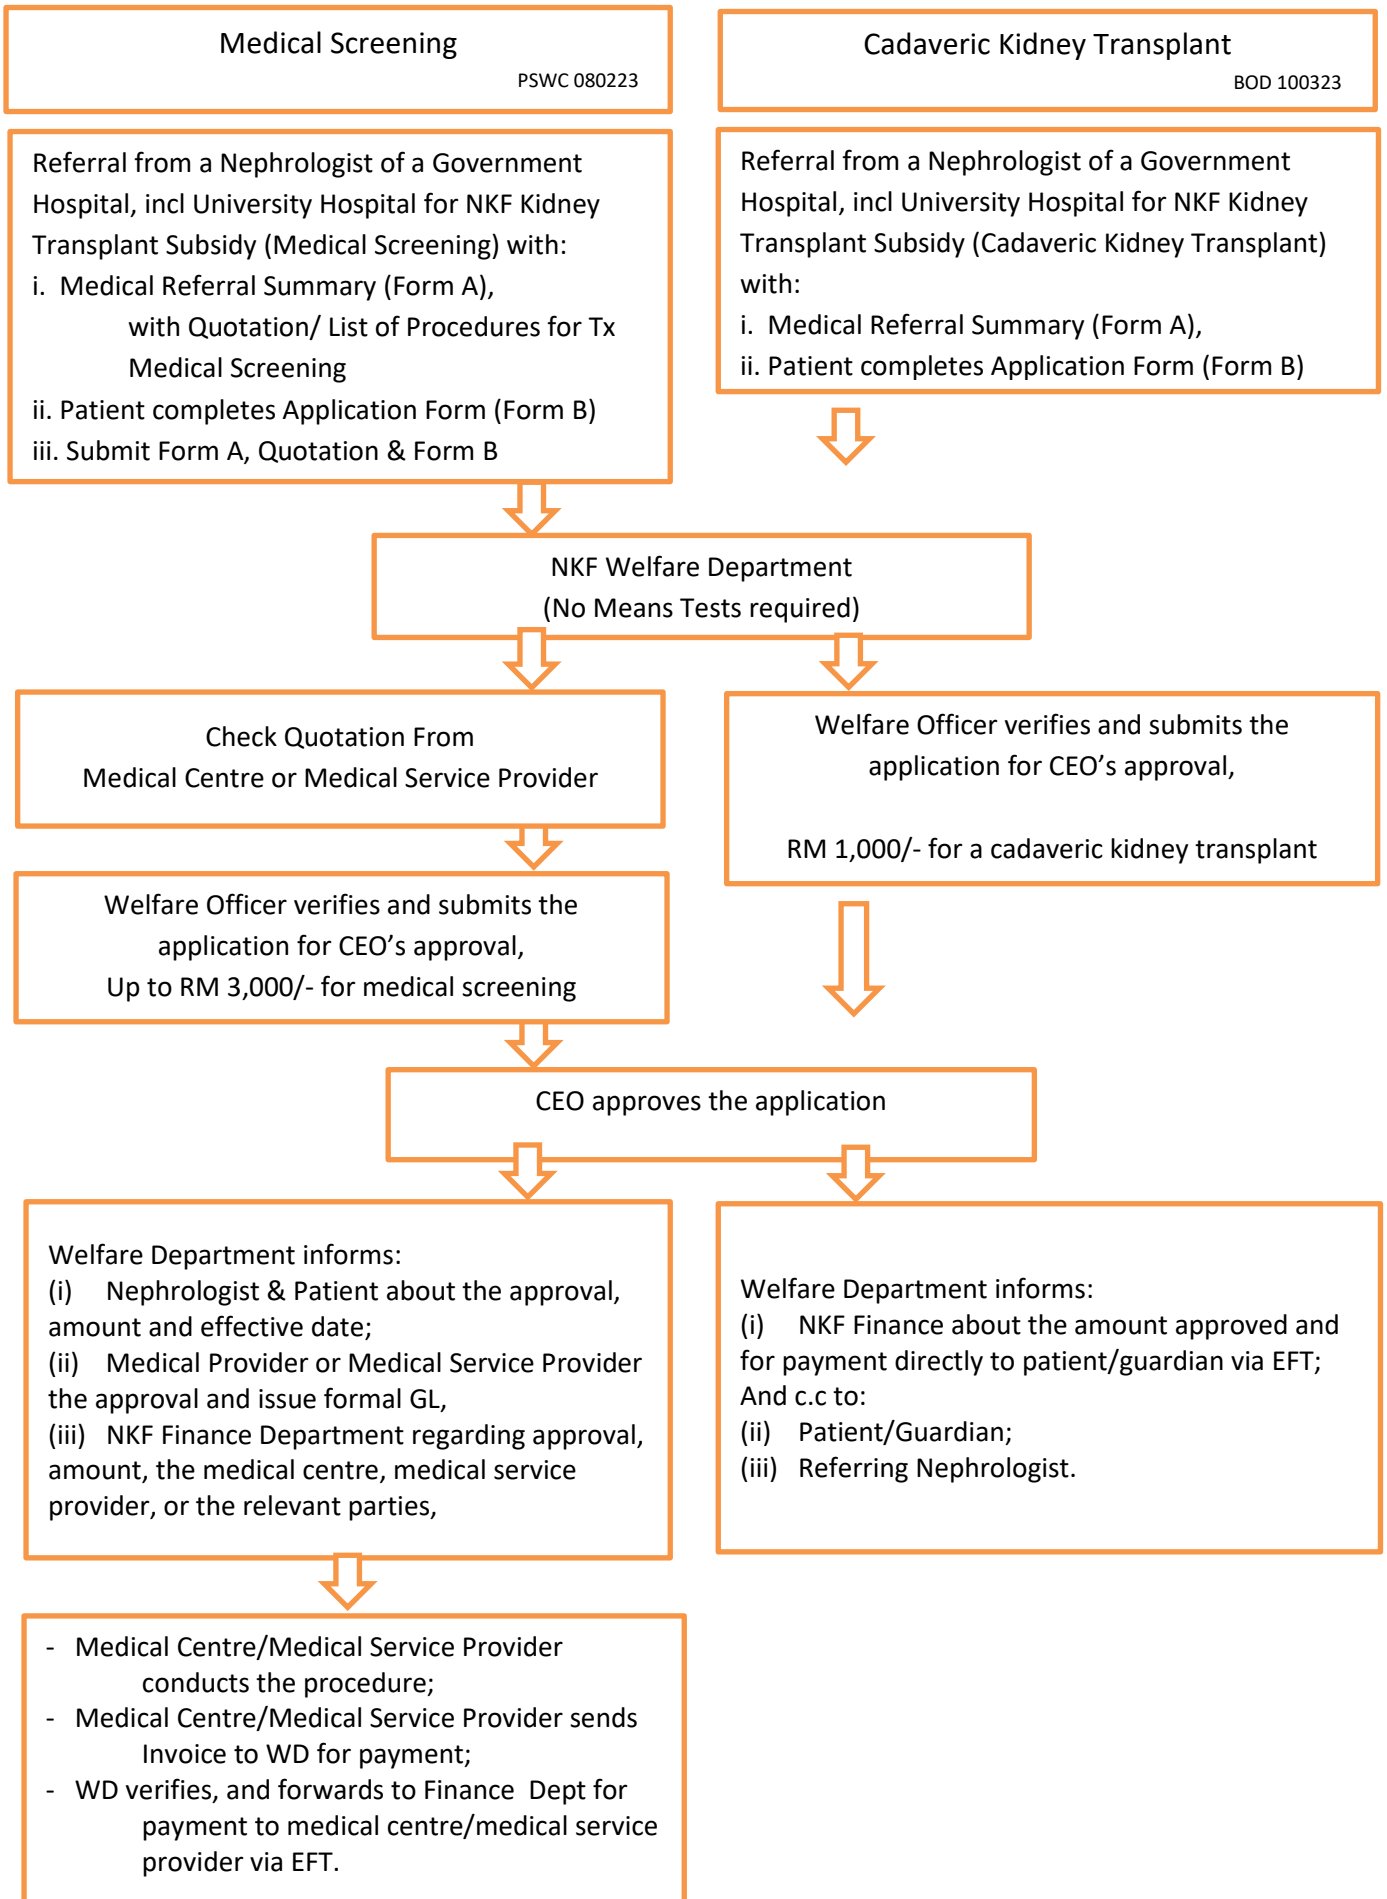 Medical Screening
PSWC 080223
Cadaveric Kidney Transplant
BOD 100323
Referral from a Nephrologist of a Government
Hospital, incl University Hospital for NKF Kidney
Transplant Subsidy (Medical Screening) with:
i. Medical Referral Summary (Form A),
with Quotation/ List of Procedures for Tx
Medical Screening
ii. Patient completes Application Form (Form B)
iii. Submit Form A, Quotation & Form B
Referral from a Nephrologist of a Government
Hospital, incl University Hospital for NKF Kidney
Transplant Subsidy (Cadaveric Kidney Transplant)
with:
i. Medical Referral Summary (Form A),
ii. Patient completes Application Form (Form B)
NKF Welfare Department
(No Means Tests required)
Check Quotation From
Medical Centre or Medical Service Provider
Welfare Officer verifies and submits the
application for CEO’s approval,
RM 1,000/- for a cadaveric kidney transplant
Welfare Officer verifies and submits the
application for CEO’s approval,
Up to RM 3,000/- for medical screening
CEO approves the application
Welfare Department informs:
(i) Nephrologist & Patient about the approval,
amount and effective date;
(ii) Medical Provider or Medical Service Provider
the approval and issue formal GL,
(iii) NKF Finance Department regarding approval,
amount, the medical centre, medical service
provider, or the relevant parties,
Welfare Department informs:
(i) NKF Finance about the amount approved and
for payment directly to patient/guardian via EFT;
And c.c to:
(ii) Patient/Guardian;
(iii) Referring Nephrologist.
- Medical Centre/Medical Service Provider
conducts the procedure;
- Medical Centre/Medical Service Provider sends
Invoice to WD for payment;
- WD verifies, and forwards to Finance Dept for
payment to medical centre/medical service
provider via EFT.